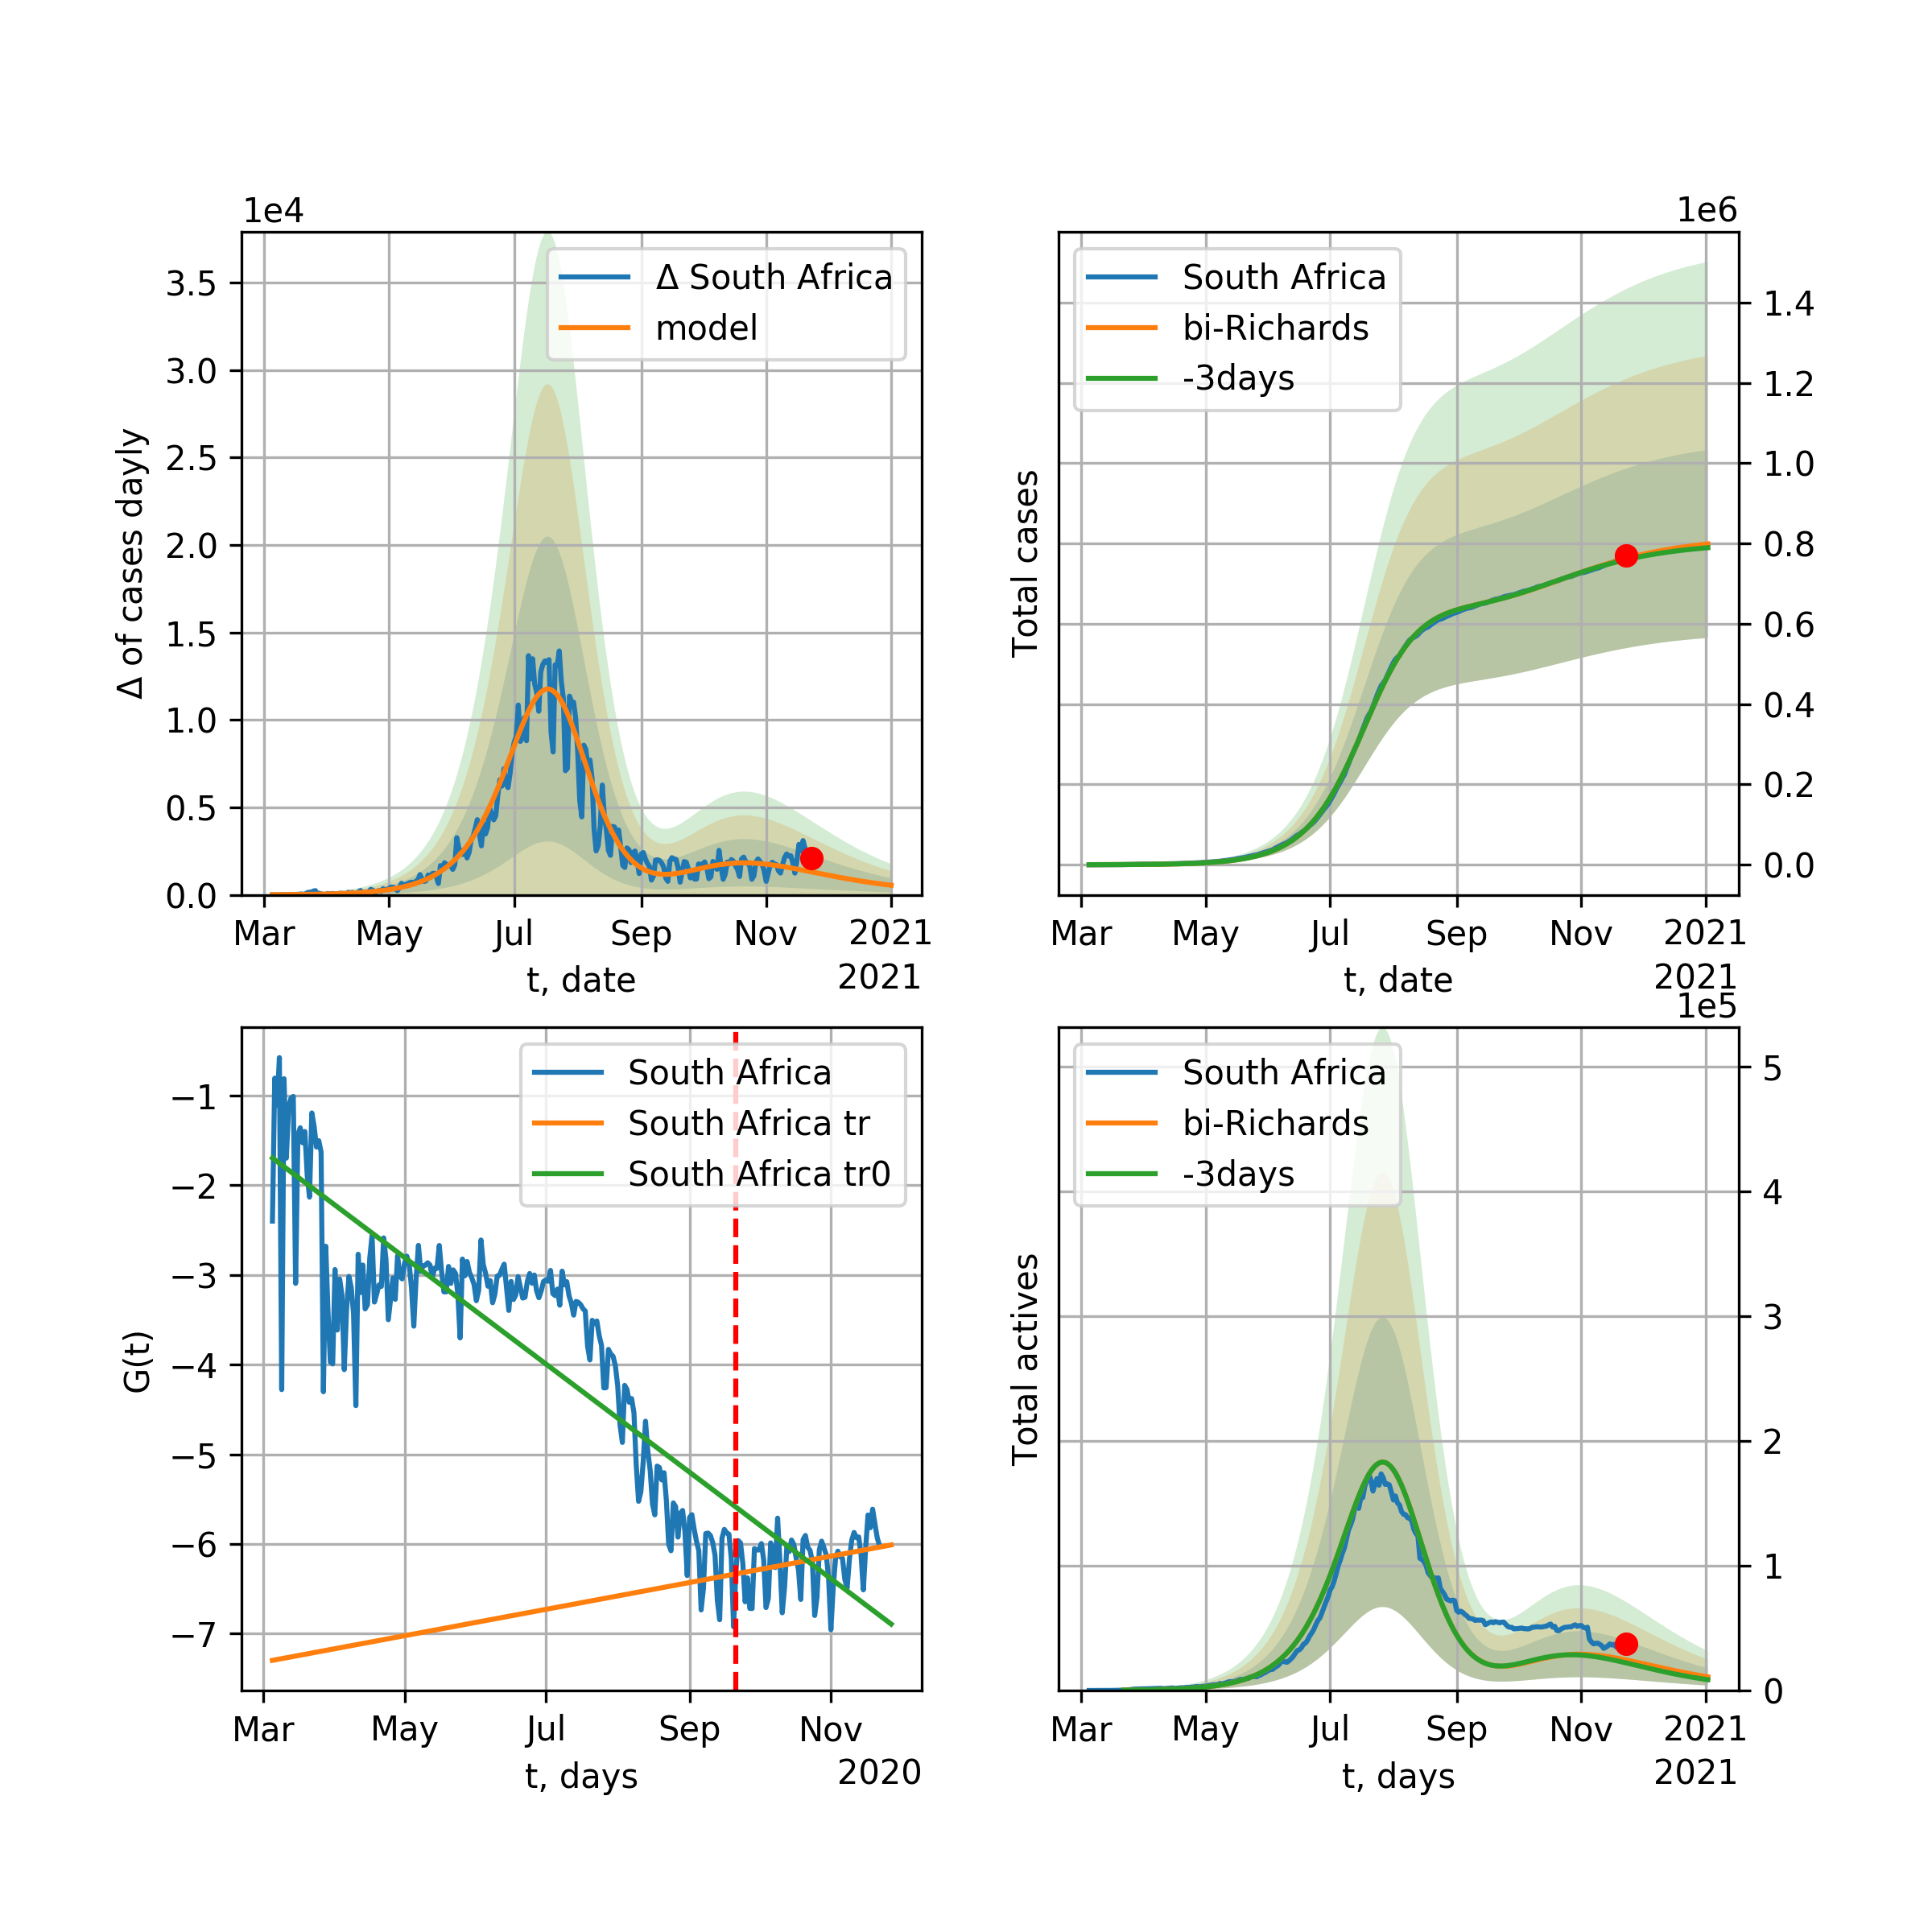 1e4
Δ of cases dayly
3.5
3.0
2.5
2.0
1.5
1.0
0.5
0.0
Δ South Africa
model
Mar May Jul Sep Nov 2021
t, date 2021
1e6
Total cases
South Africa
bi-Richards
-3days
1.4
1.2
1.0
0.8
0.6
0.4
0.2
0.0
Mar May Jul Sep Nov 2021
t, date 2021
G(t)
−1
−2
−3
−4
−5
−6
−7
South Africa
South Africa tr
South Africa tr0
Mar May Jul Sep Nov
t, days 2020
1e5
Total actives
South Africa
bi-Richards
-3days
5
4
3
2
1
0
Mar May Jul Sep Nov 2021
t, days 2021